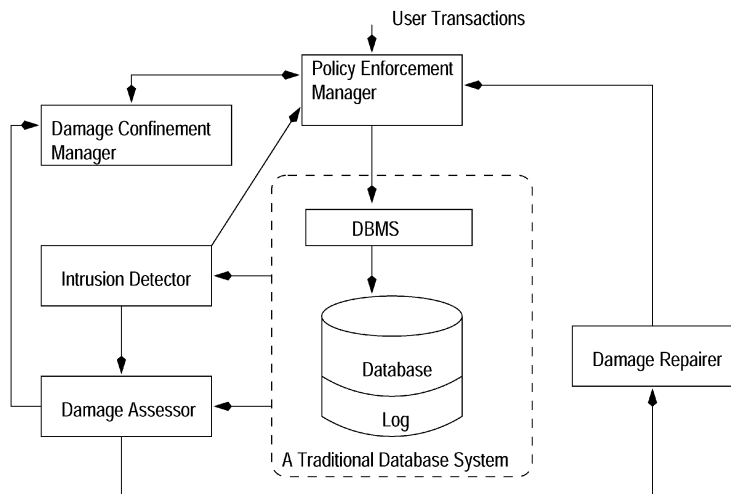 User Transactions
Policy Enforcement
Manager
Damage Confinement
Manager
DBMS
Intrusion Detector
Database
Damage Repairer
Damage Assessor
Log
A Traditional Database System